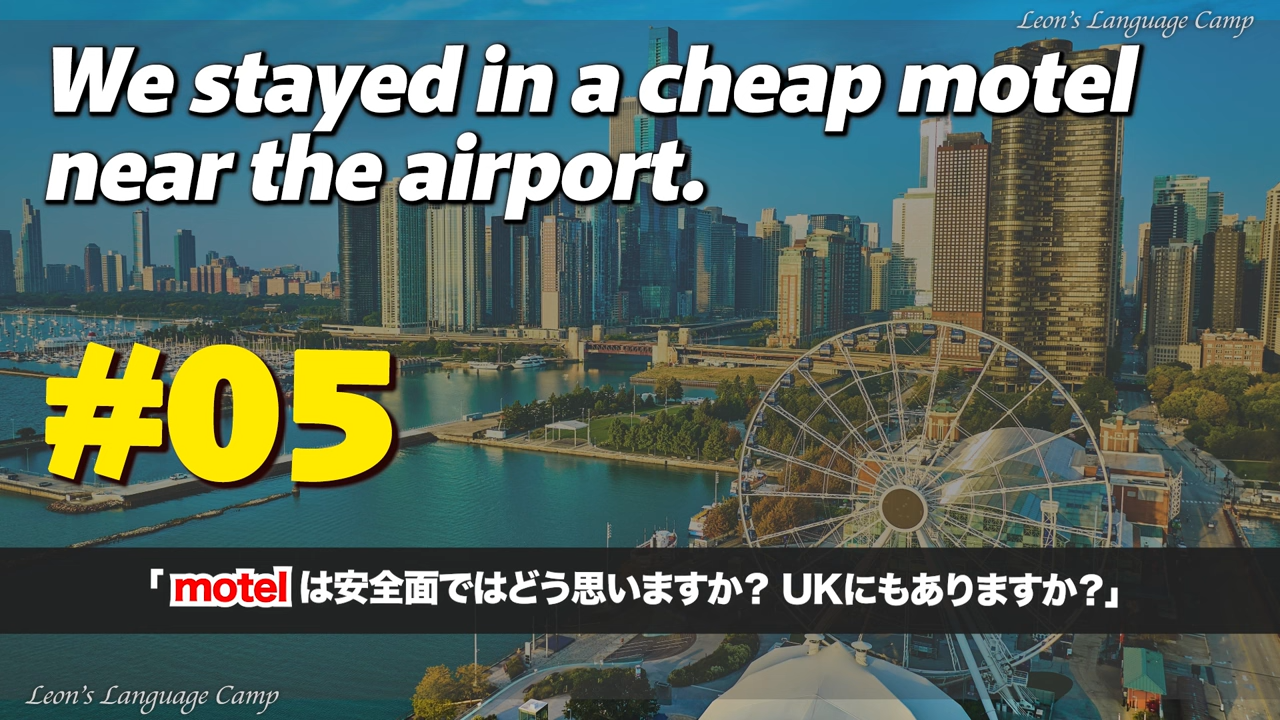 Leon's Language Camp
We stayed in a cheap motel
near the airport.
#05
「motelは安全面ではどう思いますか? UKにもありますか?」
Leon's Language Camp